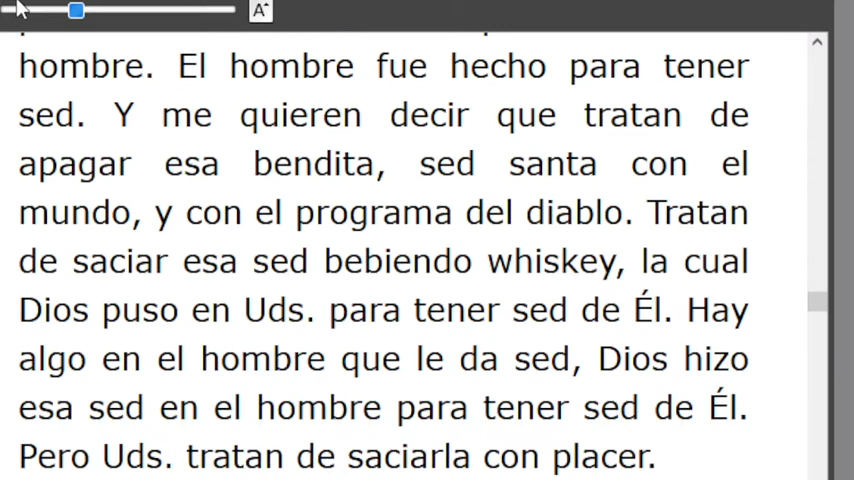 A
hombre. El hombre fue hecho para tener
sed. Y me quieren decir que tratan de
apagar esa bendita, sed santa con el
mundo, y con el programa del diablo. Tratan
de saciar esa sed bebiendo whiskey, la cual
Dios puso en Uds. para tener sed de Él. Hay
algo en el hombre que le da sed, Dios hizo
esa sed en el hombre para tener sed de Él.
Pero Uds. tratan de saciarla con placer.